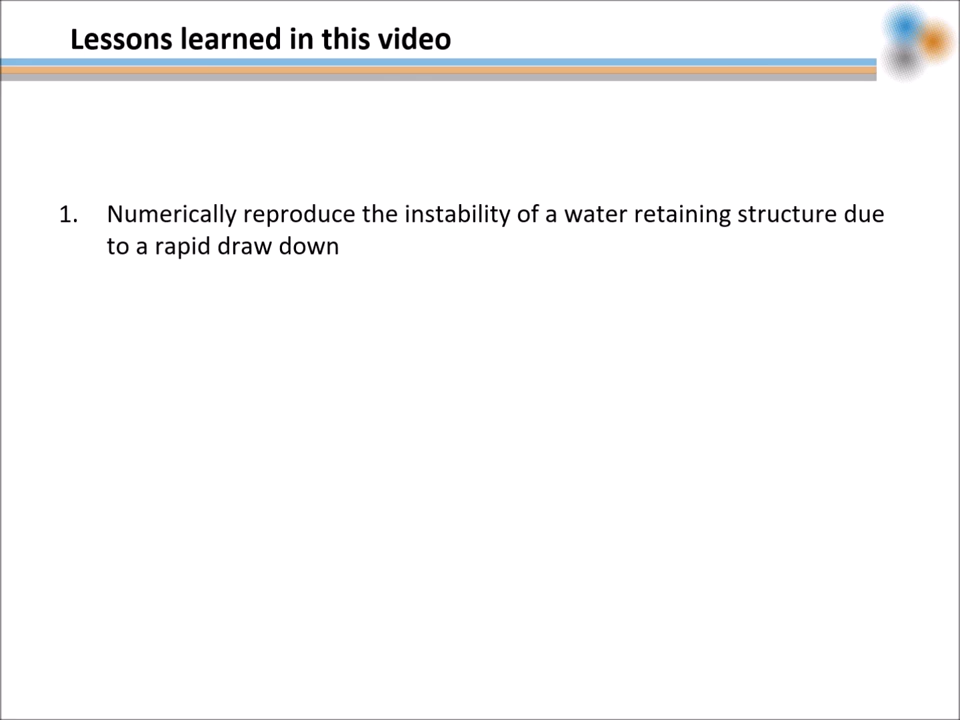 Lessons learned in this video
1. Numerically reproduce the instability of a water retaining structure due
to a rapid draw down